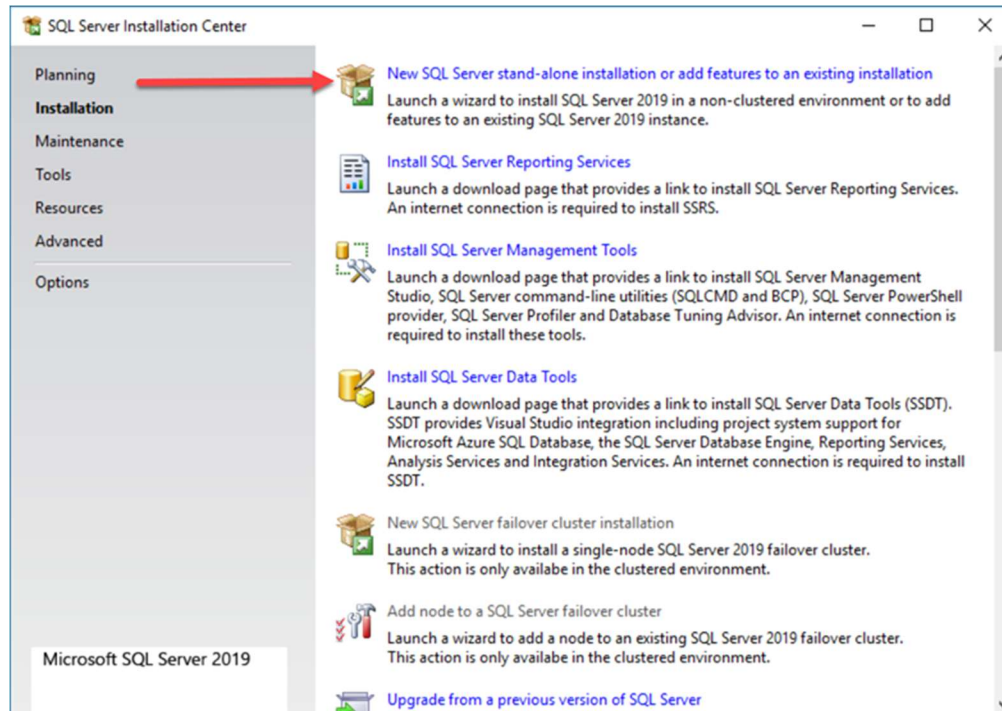 SQL Server Installation Center
Planning
Installation
Maintenance
Tools
Resources
Advanced
Options
Microsoft SQL Server 2019
New SQL Server stand-alone installation or add features to an existing installation
Launch a wizard to install SQL Server 2019 in a non-clustered environment or to add
features to an existing SQL Server 2019 instance.
Install SQL Server Reporting Services
Launch a download page that provides a link to install SQL Server Reporting Services.
An internet connection is required to install SSRS.
Install SQL Server Management Tools
Launch a download page that provides a link to install SQL Server Management
Studio, SQL Server command-line utilities (SQLCMD and BCP), SQL Server PowerShell
provider, SQL Server Profiler and Database Tuning Advisor. An internet connection is
required to install these tools.
Install SQL Server Data Tools
Launch a download page that provides a link to install SQL Server Data Tools (SSDT).
SSDT provides Visual Studio integration including project system support for
Microsoft Azure SQL Database, the SQL Server Database Engine, Reporting Services,
Analysis Services and Integration Services. An internet connection is required to install
SSDT.
New SQL Server failover cluster installation
Launch a wizard to install a single-node SQL Server 2019 failover cluster.
This action is only availabe in the clustered environment.
Add node to a SQL Server failover cluster
Launch a wizard to add a node to an existing SQL Server 2019 failover cluster.
This action is only availabe in the clustered environment.
Upgrade from a previous version of SQL Server